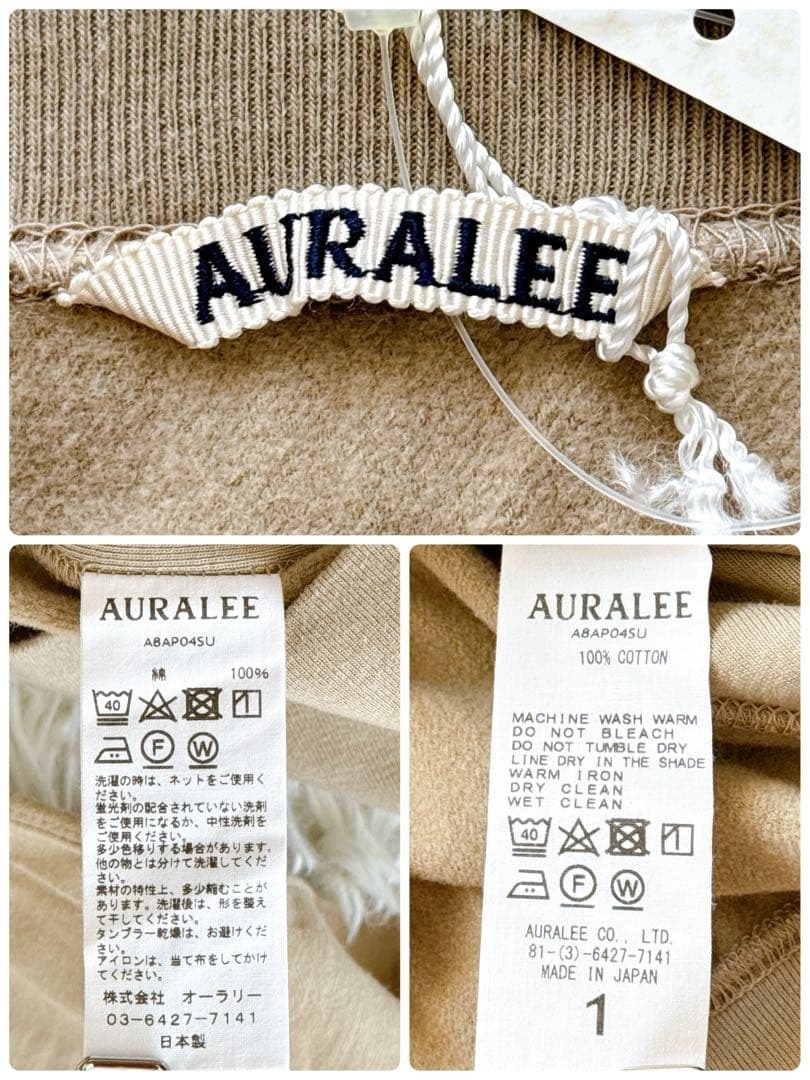 AURALEE
AURALEE
A8AP04SU
綿 100%
40
F W
洗濯の時は、ネットをご使用く
ださい。
蛍光剤の配合されていない洗剤
をご使用になるか、中性洗剤を
ご使用ください。
多少色移りする場合があります。
他の物とは分けて洗濯してくだ
さい。
素材の特性上、多少縮むことが
あります。洗濯後は、形を整え
て干してください。
タンブラー乾燥は、お避けくだ
さい。
アイロンは、当て布をしてかけ
てください。
株式会社 オーラリー
03-6427-7141
日本製
AURALEE
A8AP04SU
100% COTTON
MACHINE WASH WARM
DO NOT BLEACH
DO NOT TUMBLE DRY
LINE DRY IN THE SHADE
WARM IRON
DRY CLEAN
WET CLEAN
40
F W
AURALEE CO., LTD.
81-(3)-6427-7141
MADE IN JAPAN
1